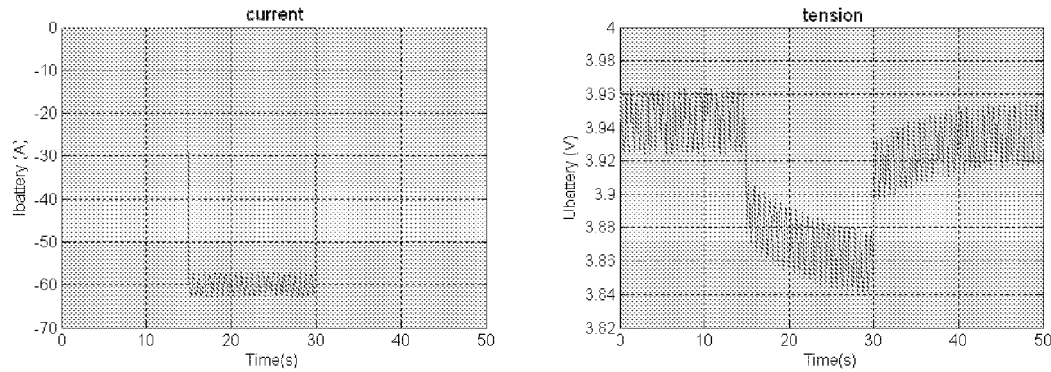 current
0
-10
-20
-30
-40
-50
-60
-70
0 10 20 30 40 50
Ibattery (A)
Time(s)
tension
4
3.98
3.96
3.94
3.92
3.9
3.88
3.86
3.84
3.82
0 10 20 30 40 50
Ubattery (V)
Time(s)